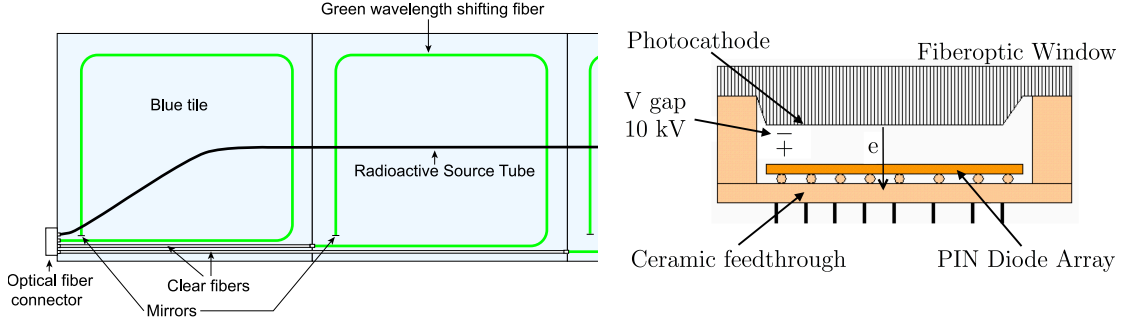 Green wavelength shifting fiber
Blue tile
Radioactive Source Tube
Optical fiber
connector
Clear fibers
Mirrors
Photocathode
Fiberoptic Window
V gap
10 kV
−
+
e
Ceramic feedthrough
PIN Diode Array